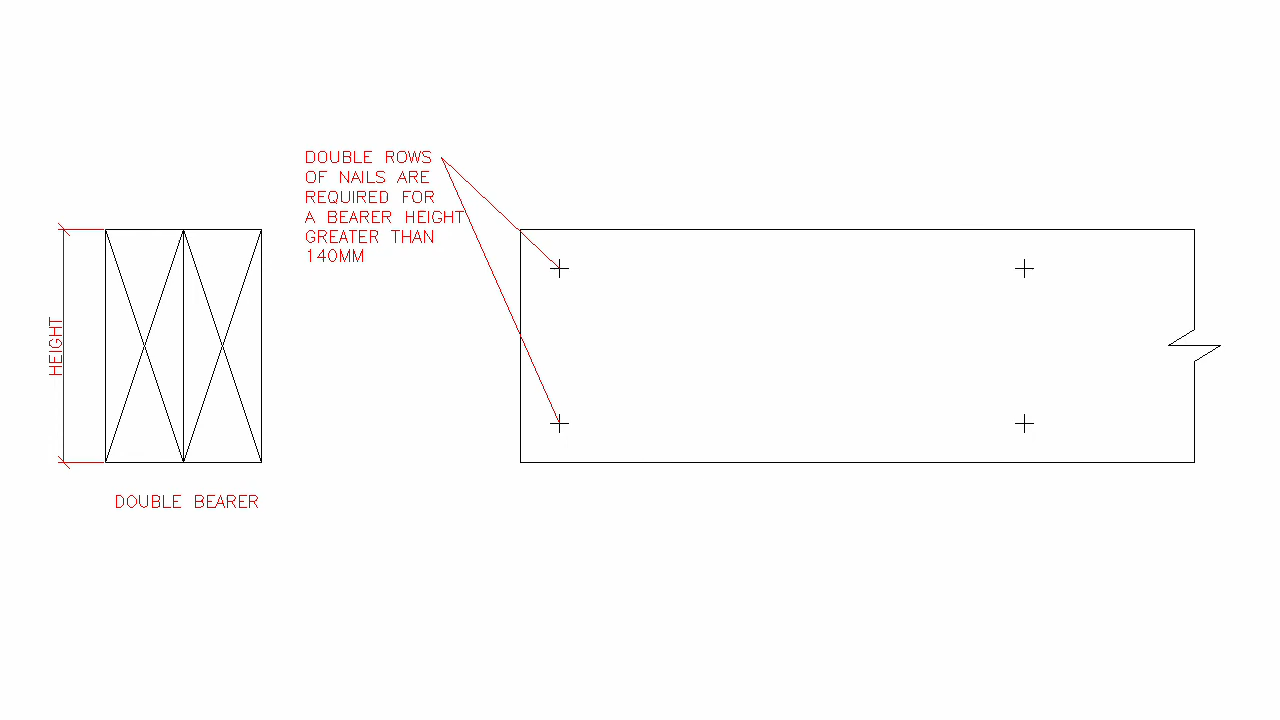 DOUBLE ROWS
OF NAILS ARE
REQUIRED FOR
A BEARER HEIGHT
GREATER THAN
140MM
HEIGHT
DOUBLE BEARER